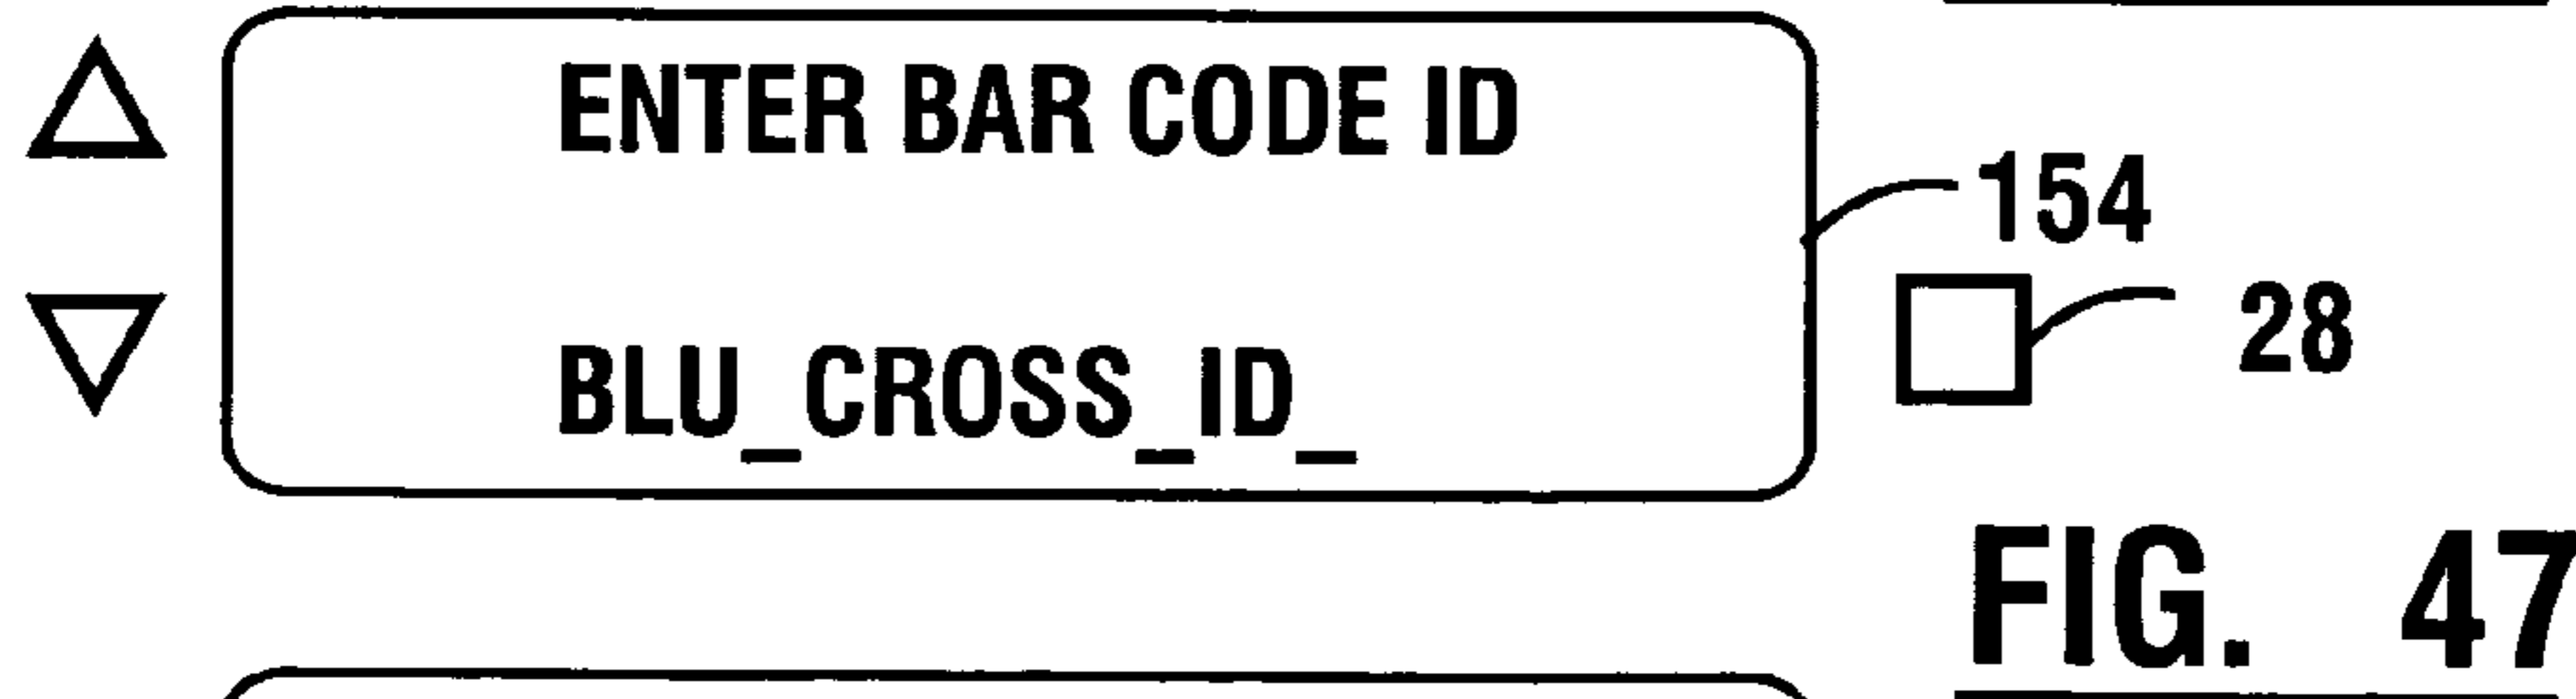 ENTER BAR CODE ID
154
28
BLU_CROSS_ID_
FIG. 47